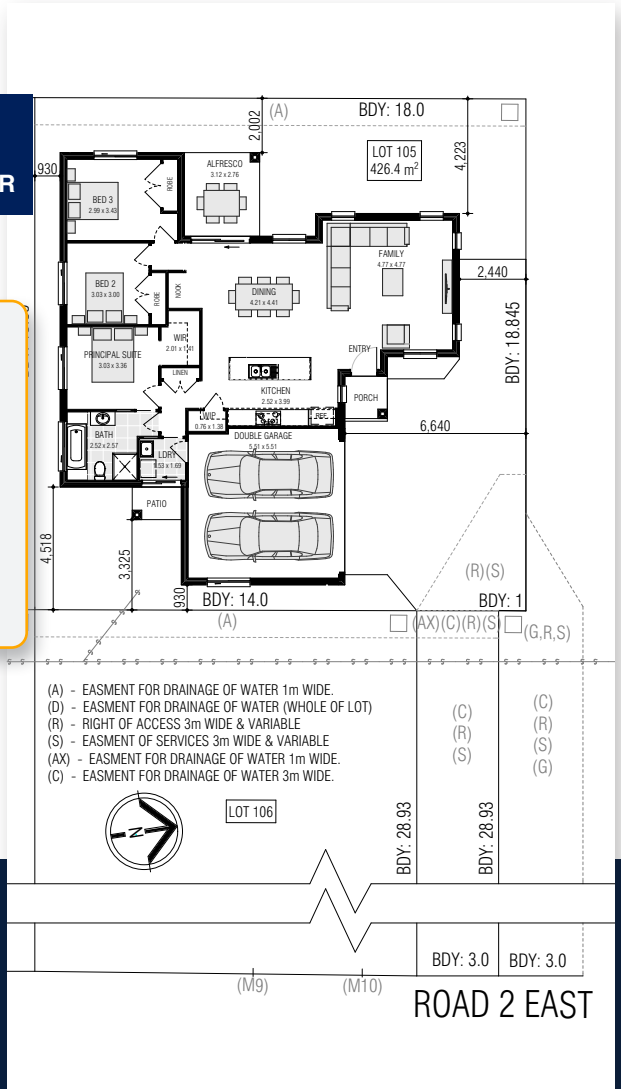 (A)
BDY: 18.0
2,002
LOT 105
426.4 m²
4,223
930
R
ALFRESCO
3.12 x 2.76
ROBE
BED 3
2.99 x 3.43
FAMILY
4.77 x 4.77
2,440
BED 2
3.03 x 3.00
ROBE
NOOK
DINING
4.21 x 4.41
BDY: 18.845
WIR
2.01 x 1.41
PRINCIPAL SUITE
3.03 x 3.36
LINEN
ENTRY
KITCHEN
2.52 x 3.99
PORCH
WIP
0.76 x 1.38
REF.
6,640
BATH
2.52 x 2.57
LDRY
1.53 x 1.69
DOUBLE GARAGE
5.51 x 5.51
PATIO
4,518
3,325
930
(R)(S)
BDY: 14.0
BDY: 1
(A)
(AX)(C)(R)(S)
(G,R,S)
(A) - EASMENT FOR DRAINAGE OF WATER 1m WIDE.
(D) - EASMENT FOR DRAINAGE OF WATER (WHOLE OF LOT)
(R) - RIGHT OF ACCESS 3m WIDE & VARIABLE
(S) - EASMENT OF SERVICES 3m WIDE & VARIABLE
(AX) - EASMENT FOR DRAINAGE OF WATER 1m WIDE.
(C) - EASMENT FOR DRAINAGE OF WATER 3m WIDE.
(C)
(R)
(S)
(C)
(R)
(S)
(G)
N
LOT 106
BDY: 28.93
BDY: 28.93
BDY: 3.0
BDY: 3.0
(M9)
(M10)
ROAD 2 EAST